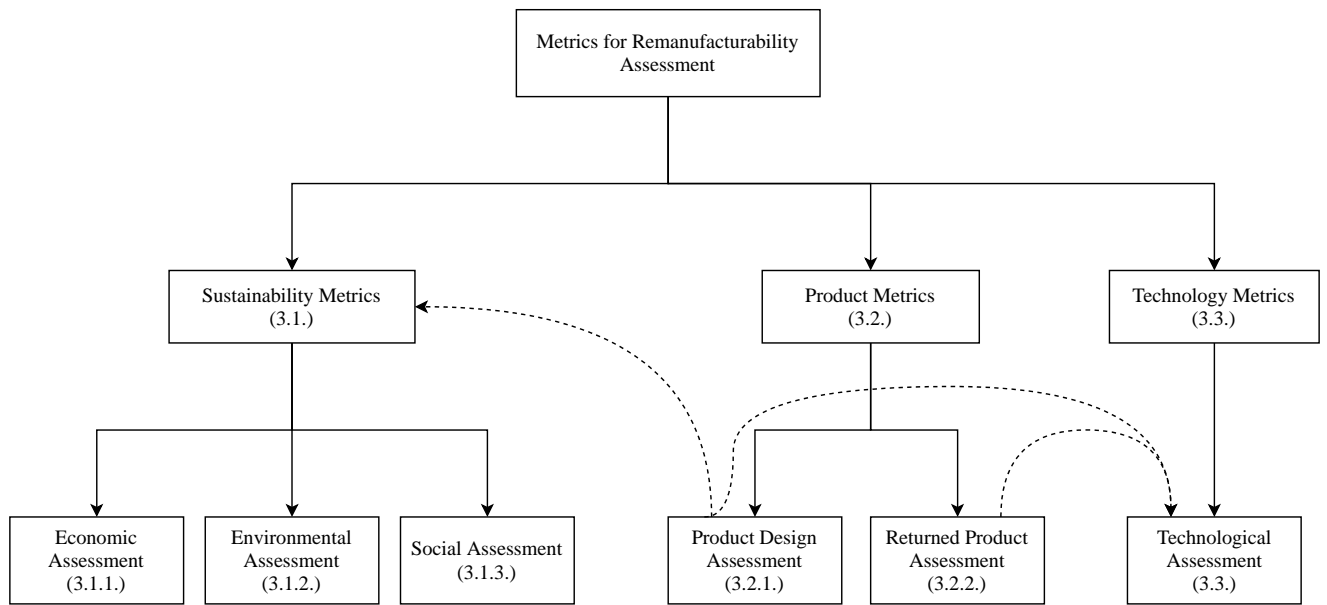 Metrics for Remanufacturability
Assessment
Sustainability Metrics
(3.1.)
Product Metrics
(3.2.)
Technology Metrics
(3.3.)
Economic
Assessment
(3.1.1.)
Environmental
Assessment
(3.1.2.)
Social Assessment
(3.1.3.)
Product Design
Assessment
(3.2.1.)
Returned Product
Assessment
(3.2.2.)
Technological
Assessment
(3.3.)